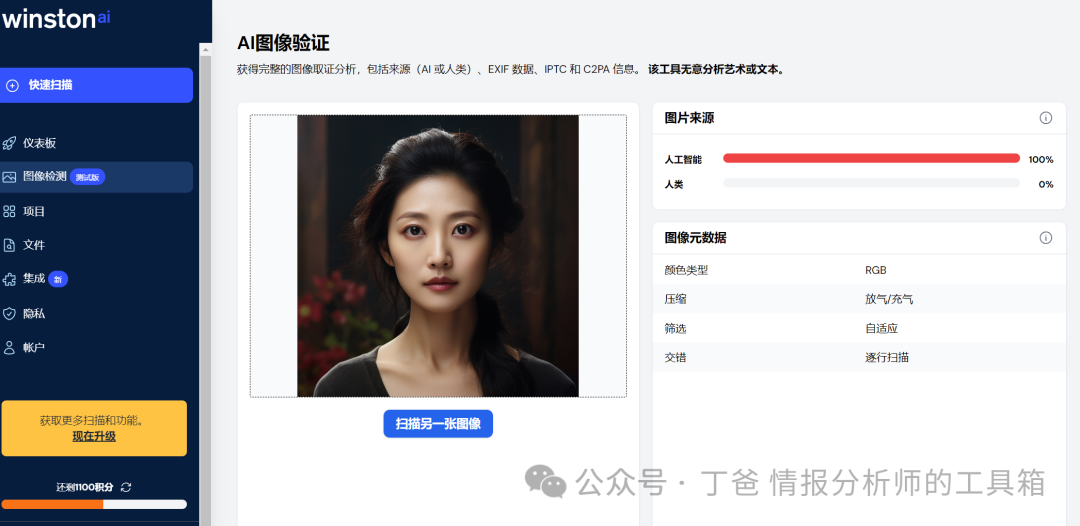 winstonai
快速扫描
仪表板
图像检测 测试版
项目
文件
集成 新
隐私
帐户
获取更多扫描和功能。
现在升级
还剩1100积分
AI图像验证
获得完整的图像取证分析，包括来源（AI 或人类）、EXIF 数据、IPTC 和 C2PA 信息。 该工具无意分析艺术或文本。
扫描另一张图像
图片来源
人工智能 100%
人类 0%
图像元数据
颜色类型 RGB
压缩 放气/充气
筛选 自适应
交错 逐行扫描
公众号 · 丁爸 情报分析师的工具箱